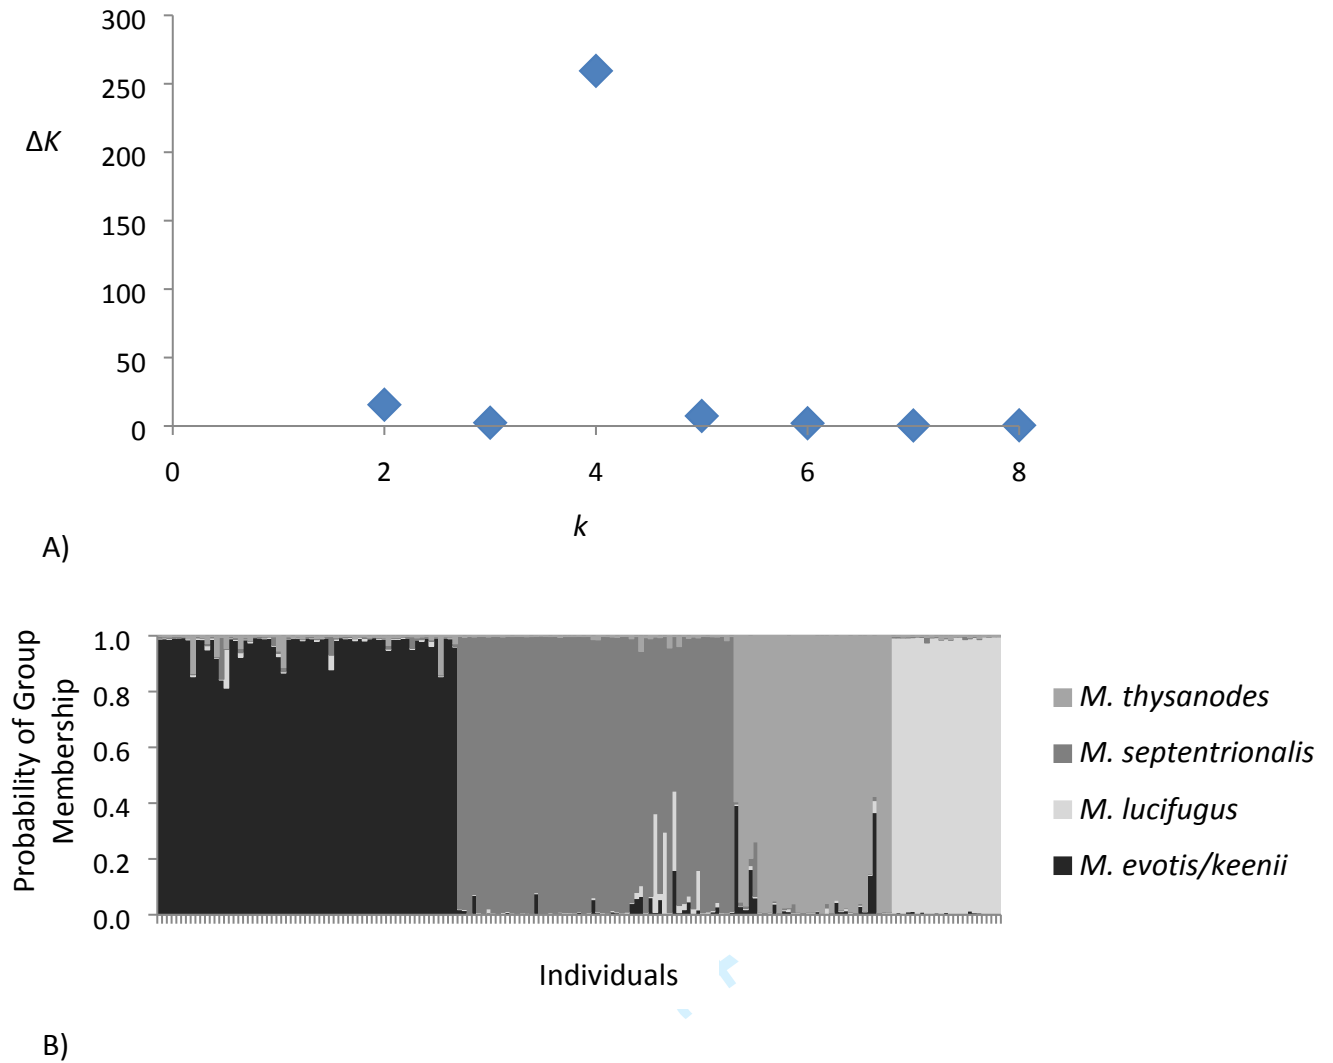 300
250
ΔK
200
150
100
50
0
0 2 4 6 8
k
A)
Probability of Group
Membership
1.0
0.8
0.6
0.4
0.2
0.0
M. thysanodes
M. septentrionalis
M. lucifugus
M. evotis/keenii
Individuals
B)